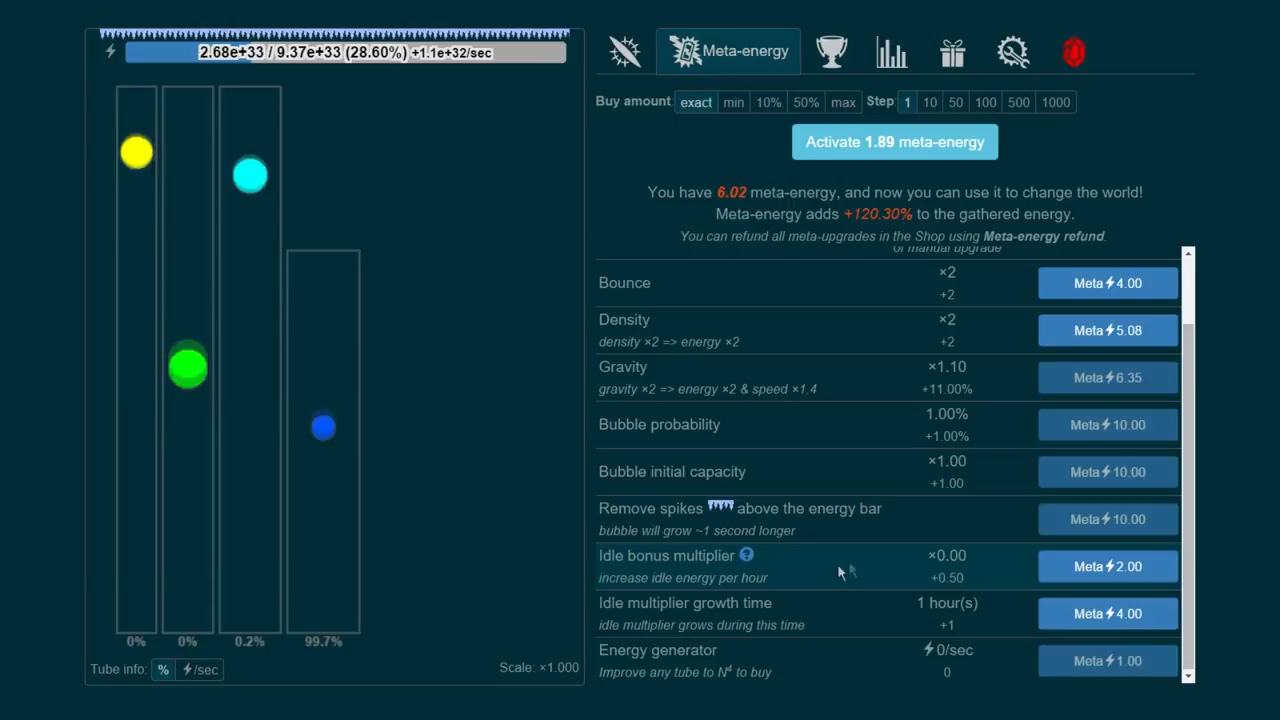 2.68e+33 / 9.37e+33 (28.60%) +1.1e+32/sec
Meta-energy
Buy amount exact min 10% 50% max Step 1 10 50 100 500 1000
Activate 1.89 meta-energy
You have 6.02 meta-energy, and now you can use it to change the world!
Meta-energy adds +120.30% to the gathered energy.
You can refund all meta-upgrades in the Shop using Meta-energy refund.
of manual upgrade
Bounce ×2 Meta 4.00
+2
Density ×2 Meta 5.08
density ×2 => energy ×2 +2
Gravity ×1.10 Meta 6.35
gravity ×2 => energy ×2 & speed ×1.4 +11.00%
Bubble probability 1.00% Meta 10.00
+1.00%
Bubble initial capacity ×1.00 Meta 10.00
+1.00
Remove spikes above the energy bar Meta 10.00
bubble will grow ~1 second longer
Idle bonus multiplier ? ×0.00 Meta 2.00
increase idle energy per hour +0.50
Idle multiplier growth time 1 hour(s) Meta 4.00
idle multiplier grows during this time +1
Energy generator 0/sec Meta 1.00
Improve any tube to N⁴ to buy 0
0% 0% 0.2% 99.7%
Tube info: % /sec Scale: ×1.000